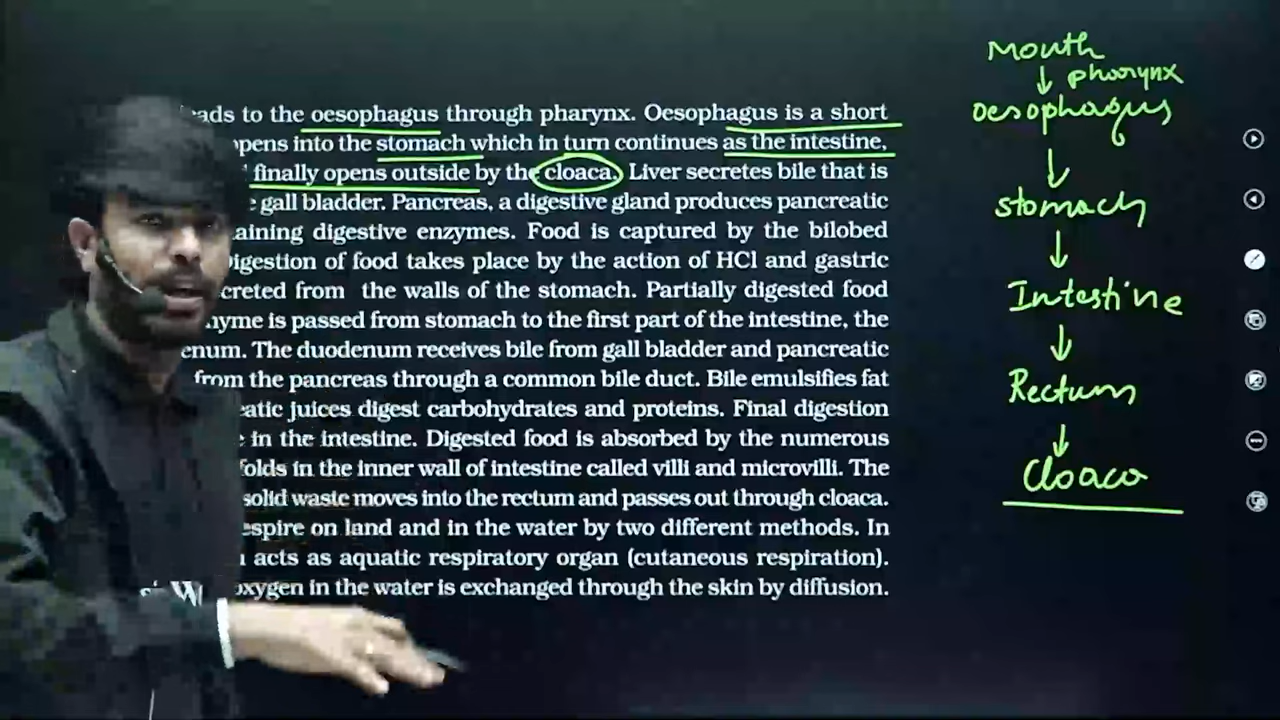 to the oesophagus through pharynx. Oesophagus is a short
into the stomach which in turn continues as the intestine,
finally opens outside by the cloaca. Liver secretes bile that is
gall bladder. Pancreas, a digestive gland produces pancreatic
digestive enzymes. Food is captured by the bilobed
of food takes place by the action of HCl and gastric
from the walls of the stomach. Partially digested food
is passed from stomach to the first part of the intestine, the
The duodenum receives bile from gall bladder and pancreatic
from the pancreas through a common bile duct. Bile emulsifies fat
juices digest carbohydrates and proteins. Final digestion
in the intestine. Digested food is absorbed by the numerous
folds in the inner wall of intestine called villi and microvilli. The
solid waste moves into the rectum and passes out through cloaca.
on land and in the water by two different methods. In
acts as aquatic respiratory organ (cutaneous respiration).
oxygen in the water is exchanged through the skin by diffusion.
Mouth
↓ pharynx
Oesophagus
↓
Stomach
↓
Intestine
↓
Rectum
↓
Cloaca